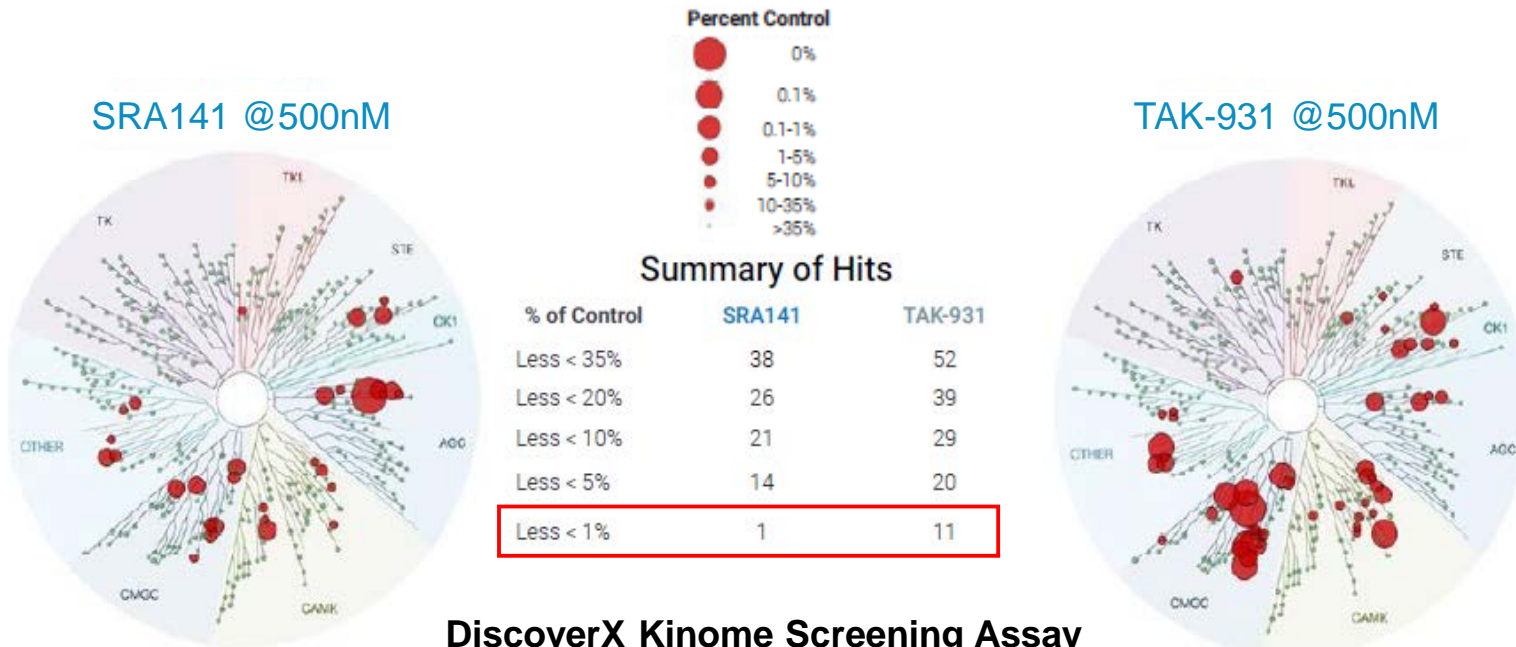 Percent Control
0%
0.1%
0.1-1%
1-5%
5-10%
10-35%
>35%
SRA141 @500nM
TAK-931 @500nM
TKL
TK
STE
CK1
AGC
OTHER
CMGC
CAMK
Summary of Hits
% of Control SRA141 TAK-931
Less < 35% 38 52
Less < 20% 26 39
Less < 10% 21 29
Less < 5% 14 20
Less < 1% 1 11
TKL
TK
STE
CK1
AGC
OTHER
CMGC
CAMK
DiscoverX Kinome Screening Assay